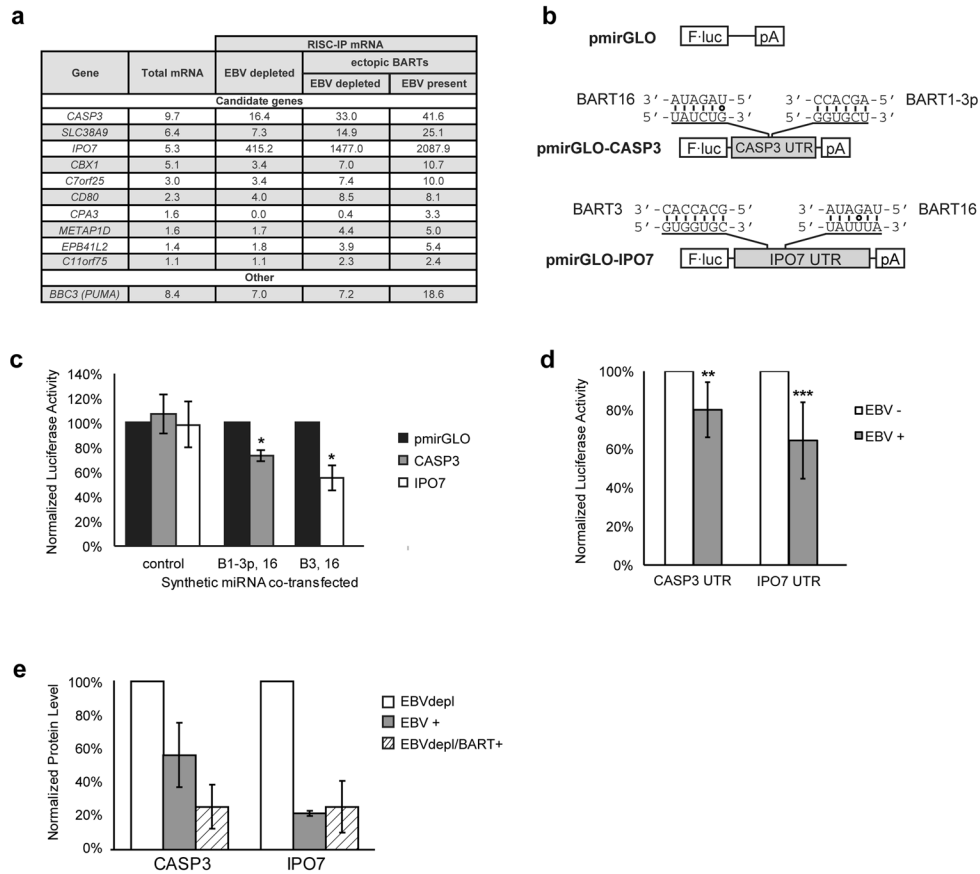 a
RISC-IP mRNA
Gene Total mRNA EBV depleted ectopic BARTs
EBV depleted EBV present
Candidate genes
CASP3 9.7 16.4 33.0 41.6
SLC38A9 6.4 7.3 14.9 25.1
IPO7 5.3 415.2 1477.0 2087.9
CBX1 5.1 3.4 7.0 10.7
C7orf25 3.0 3.4 7.4 10.0
CD80 2.3 4.0 8.5 8.1
CPA3 1.6 0.0 0.4 3.3
METAP1D 1.6 1.7 4.4 5.0
EPB41L2 1.4 1.8 3.9 5.4
C11orf75 1.1 1.1 2.3 2.4
Other
BBC3 (PUMA) 8.4 7.0 7.2 18.6
b
pmirGLO F·luc pA
BART16 3′-AUAGAU-5′ 3′-CCACGA-5′ BART1-3p
5′-UAUCUG-3′ 5′-GGUGCU-3′
pmirGLO-CASP3 F·luc CASP3 UTR pA
BART3 3′-CACCACG-5′ 3′-AUAGAU-5′ BART16
5′-GUGGUGC-3′ 5′-UAUUUA-3′
pmirGLO-IPO7 F·luc IPO7 UTR pA
c
Normalized Luciferase Activity
140%
120%
100%
80%
60%
40%
20%
0%
* *
control B1-3p, 16 B3, 16
Synthetic miRNA co-transfected
pmirGLO
CASP3
IPO7
d
Normalized Luciferase Activity
100%
80%
60%
40%
20%
0%
** ***
CASP3 UTR IPO7 UTR
EBV -
EBV +
e
Normalized Protein Level
100%
80%
60%
40%
20%
0%
CASP3 IPO7
EBVdepl
EBV +
EBVdepl/BART+